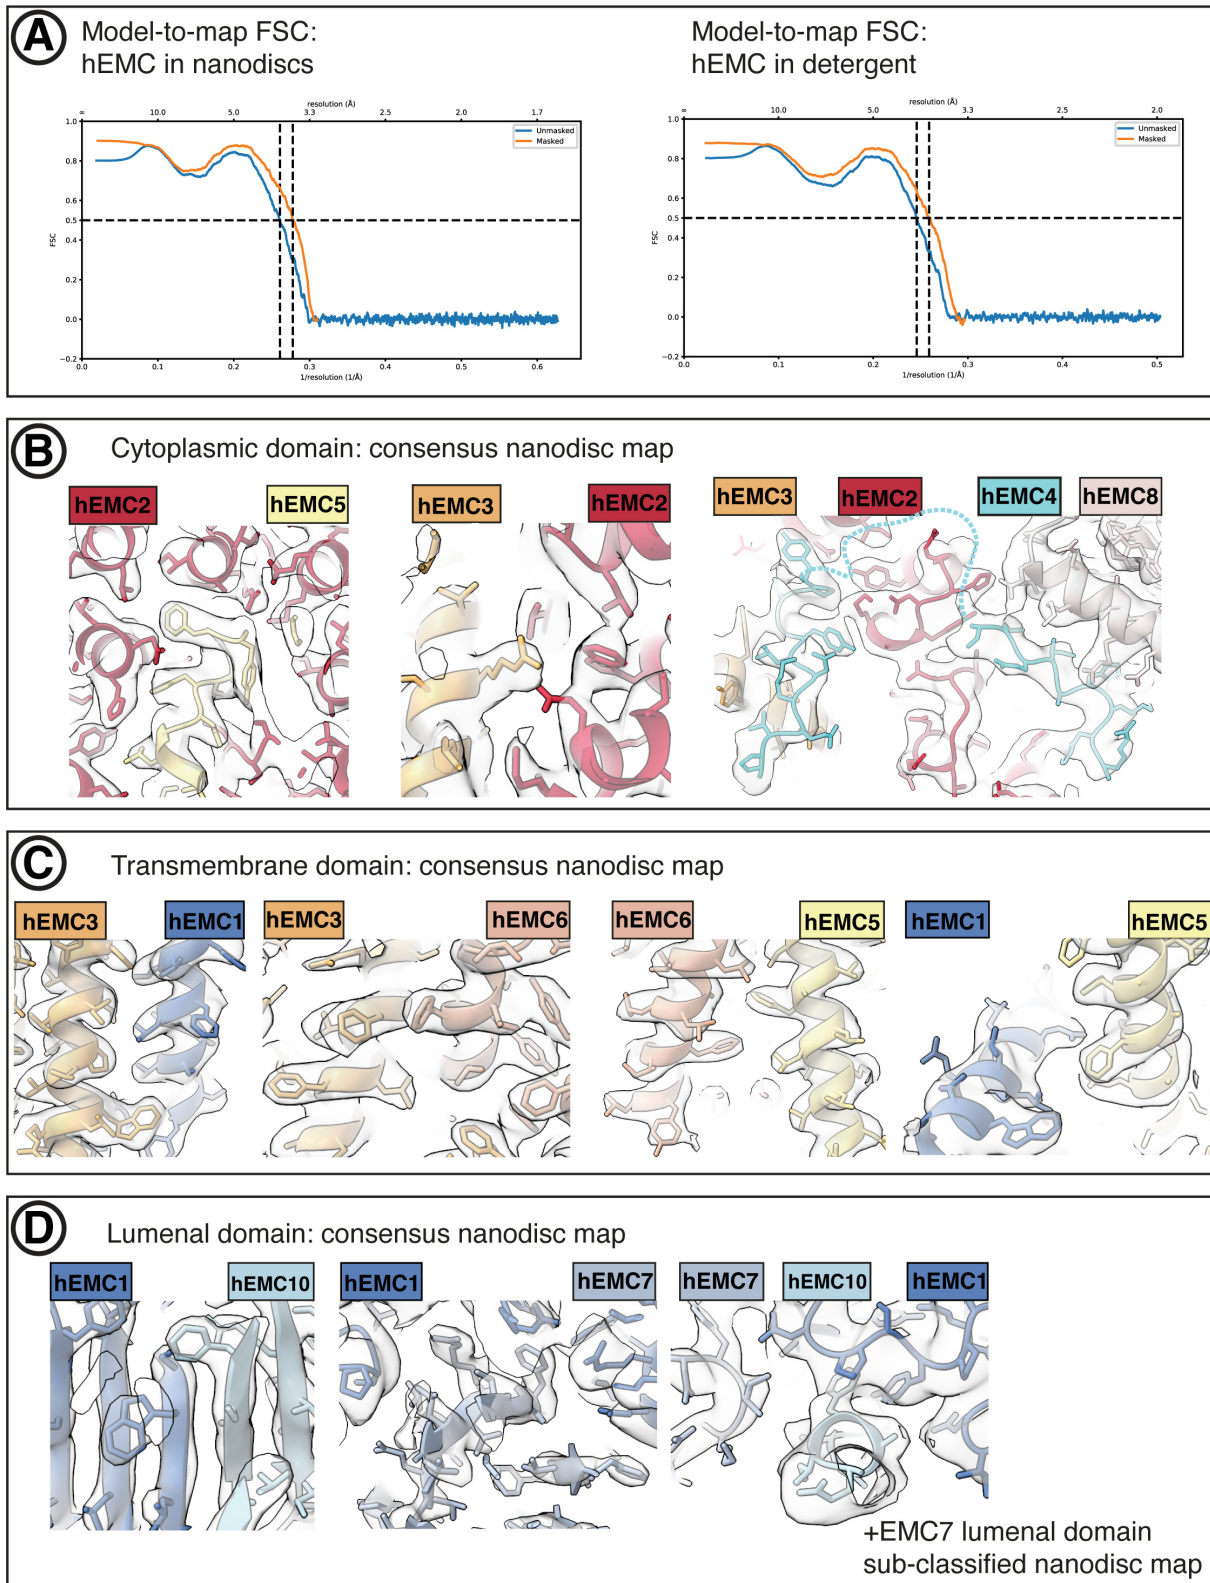 A
Model-to-map FSC:
hEMC in nanodiscs
resolution (Å)
∞ 10.0 5.0 3.3 2.5 2.0 1.7
1.0
0.8
0.6
0.5
0.4
0.2
0.0
−0.2
FSC
Unmasked
Masked
0.0 0.1 0.2 0.3 0.4 0.5 0.6
1/resolution (1/Å)
Model-to-map FSC:
hEMC in detergent
resolution (Å)
∞ 10.0 5.0 3.3 2.5 2.0
1.0
0.8
0.6
0.5
0.4
0.2
0.0
−0.2
FSC
Unmasked
Masked
0.0 0.1 0.2 0.3 0.4 0.5
1/resolution (1/Å)
B
Cytoplasmic domain: consensus nanodisc map
hEMC2 hEMC5
hEMC3 hEMC2
hEMC3 hEMC2 hEMC4 hEMC8
C
Transmembrane domain: consensus nanodisc map
hEMC3 hEMC1
hEMC3 hEMC6
hEMC6 hEMC5
hEMC1 hEMC5
D
Lumenal domain: consensus nanodisc map
hEMC1 hEMC10
hEMC1 hEMC7
hEMC7 hEMC10 hEMC1
+EMC7 lumenal domain
sub-classified nanodisc map